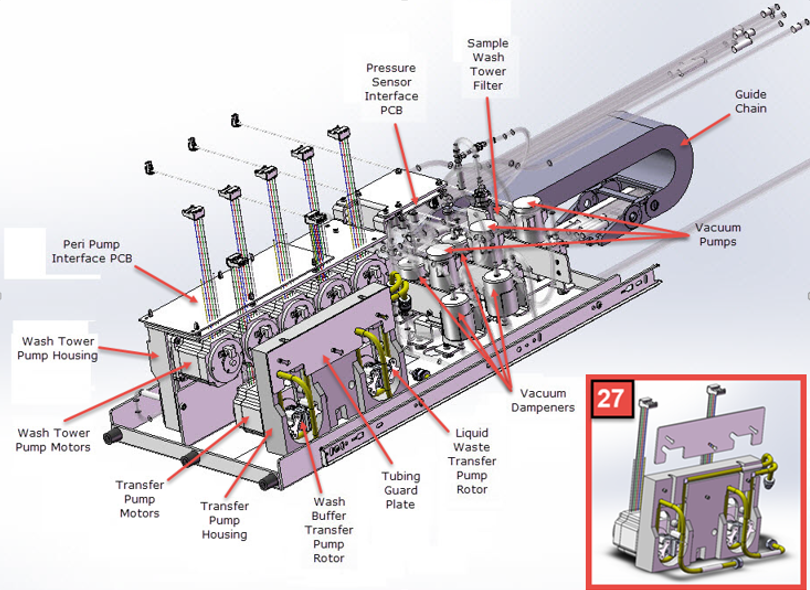 Sample
Wash
Tower
Filter
Pressure
Sensor
Interface
PCB
Guide
Chain
Peri Pump
Interface PCB
Vacuum
Pumps
Wash Tower
Pump Housing
Wash Tower
Pump Motors
Vacuum
Dampeners
Transfer
Pump
Motors
Transfer
Pump
Housing
Wash
Buffer
Transfer
Pump
Rotor
Tubing
Guard
Plate
Liquid
Waste
Transfer
Pump
Rotor
27